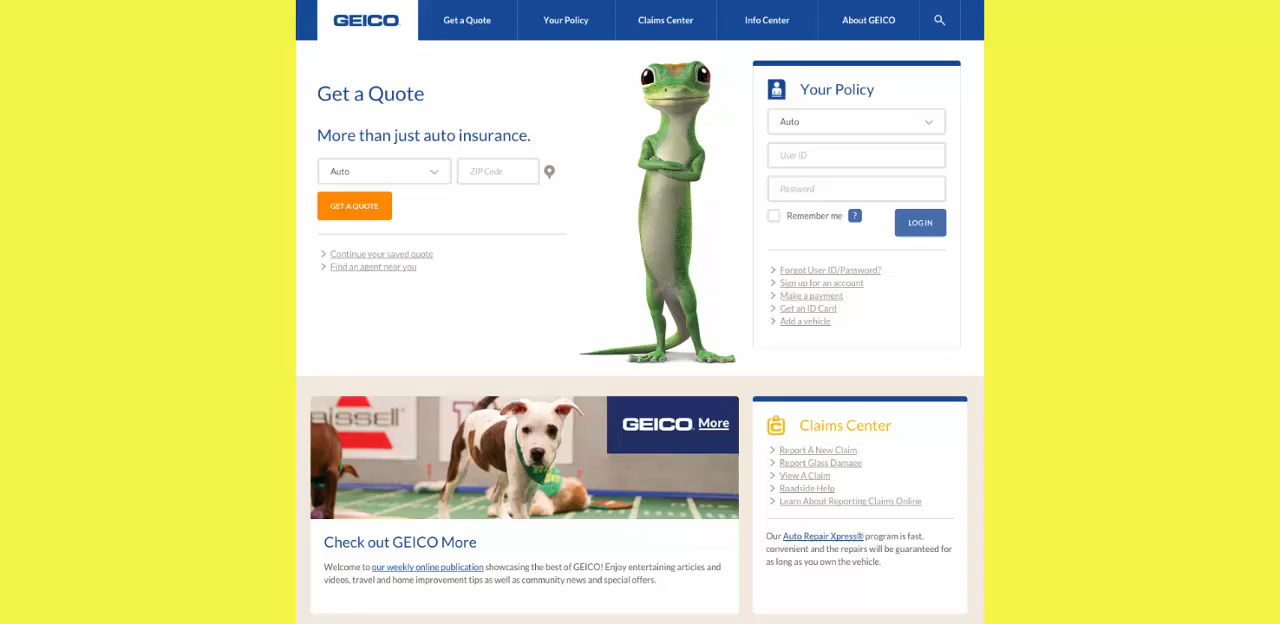 GEICO
Get a Quote
Your Policy
Claims Center
Info Center
About GEICO
Get a Quote
More than just auto insurance.
Auto
ZIP Code
GET A QUOTE
Continue your saved quote
Find an agent near you
Your Policy
Auto
User ID
Password
Remember me ?
LOG IN
Forgot User ID/Password?
Sign up for an account
Make a payment
Get an ID Card
Add a vehicle
GEICO More
Check out GEICO More
Welcome to our weekly online publication showcasing the best of GEICO! Enjoy entertaining articles and
videos, travel and home improvement tips as well as community news and special offers.
Claims Center
Report A New Claim
Report Glass Damage
View A Claim
Roadside Help
Learn About Reporting Claims Online
Our Auto Repair Xpress® program is fast,
convenient and the repairs will be guaranteed for
as long as you own the vehicle.